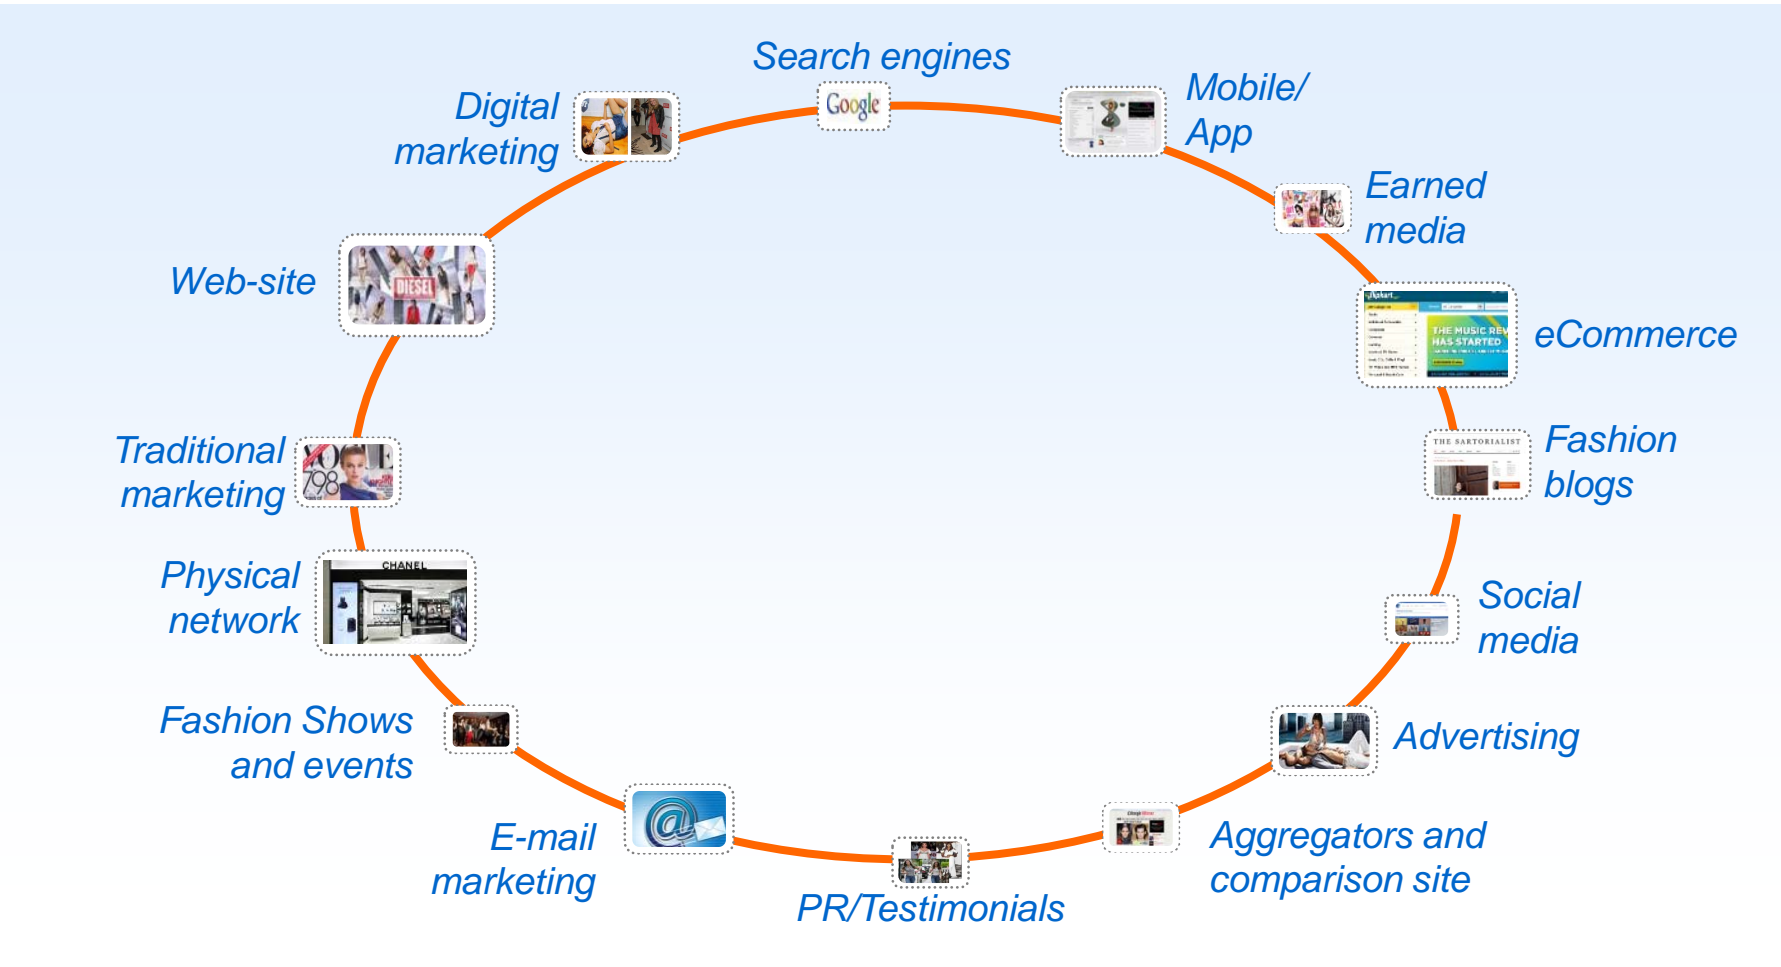 Search engines
Google
Mobile/
App
Digital
marketing
Earned
media
Web-site
DIESEL
eCommerce
THE MUSIC REV
HAS STARTED
Traditional
marketing
798
THE SARTORIALIST
Fashion
blogs
Physical
network
CHANEL
Social
media
Fashion Shows
and events
Advertising
E-mail
marketing
@
Aggregators and
comparison site
PR/Testimonials